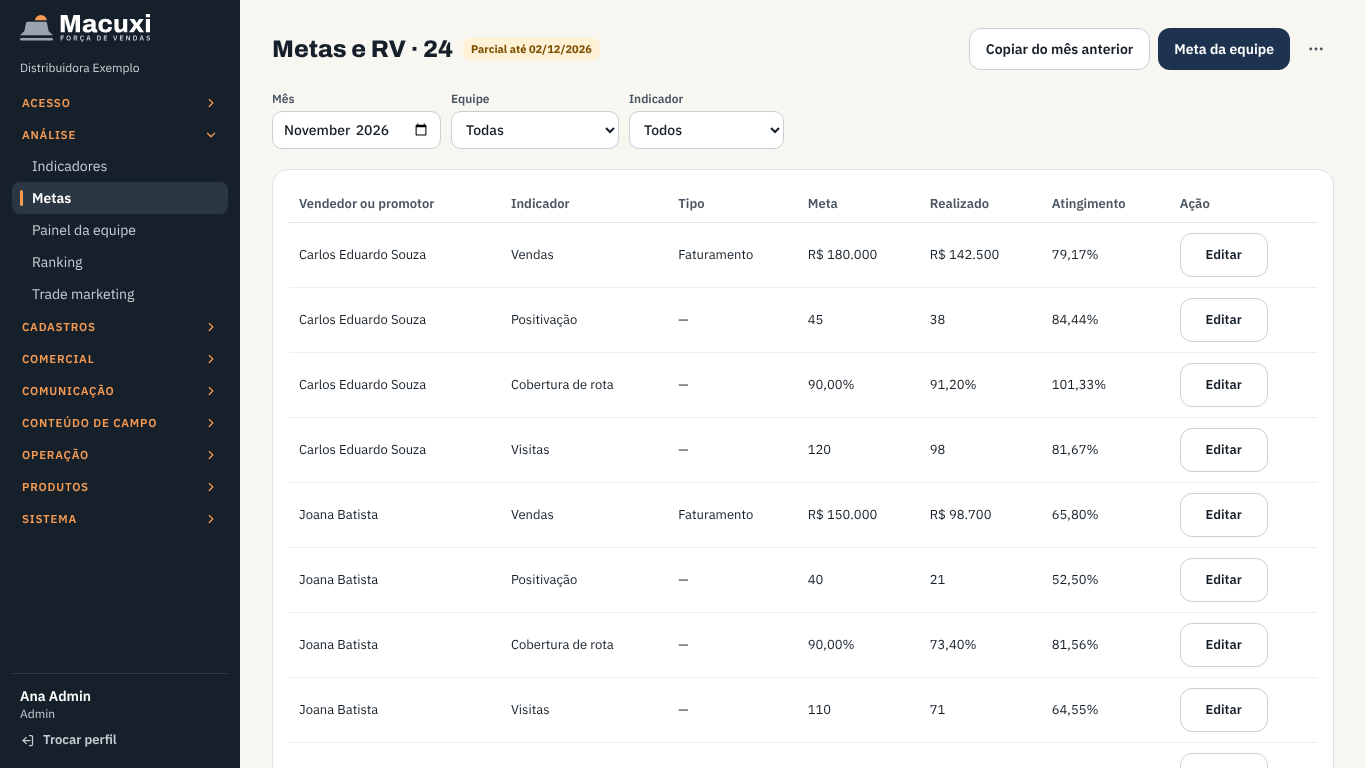 Macuxi
FORÇA DE VENDAS
Distribuidora Exemplo
ACESSO
ANÁLISE
Indicadores
Metas
Painel da equipe
Ranking
Trade marketing
CADASTROS
COMERCIAL
COMUNICAÇÃO
CONTEÚDO DE CAMPO
OPERAÇÃO
PRODUTOS
SISTEMA
Ana Admin
Admin
Trocar perfil
Metas e RV · 24 Parcial até 02/12/2026 Copiar do mês anterior Meta da equipe ···
Mês Equipe Indicador
November 2026 Todas Todos
Vendedor ou promotor Indicador Tipo Meta Realizado Atingimento Ação
Carlos Eduardo Souza Vendas Faturamento R$ 180.000 R$ 142.500 79,17% Editar
Carlos Eduardo Souza Positivação — 45 38 84,44% Editar
Carlos Eduardo Souza Cobertura de rota — 90,00% 91,20% 101,33% Editar
Carlos Eduardo Souza Visitas — 120 98 81,67% Editar
Joana Batista Vendas Faturamento R$ 150.000 R$ 98.700 65,80% Editar
Joana Batista Positivação — 40 21 52,50% Editar
Joana Batista Cobertura de rota — 90,00% 73,40% 81,56% Editar
Joana Batista Visitas — 110 71 64,55% Editar